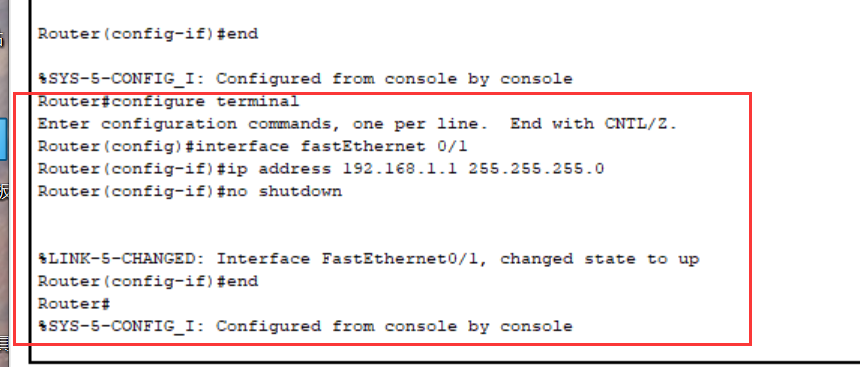 Router(config-if)#end
%SYS-5-CONFIG_I: Configured from console by console
Router#configure terminal
Enter configuration commands, one per line.  End with CNTL/Z.
Router(config)#interface fastEthernet 0/1
Router(config-if)#ip address 192.168.1.1 255.255.255.0
Router(config-if)#no shutdown
%LINK-5-CHANGED: Interface FastEthernet0/1, changed state to up
Router(config-if)#end
Router#
%SYS-5-CONFIG_I: Configured from console by console